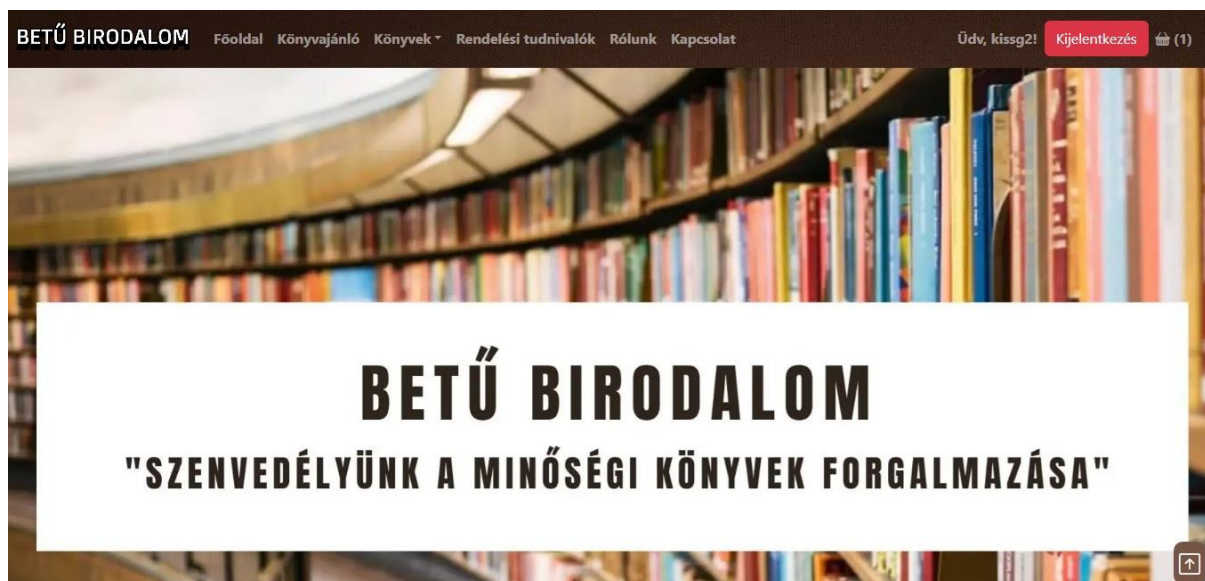 BETŰ BIRODALOM Főoldal Könyvajánló Könyvek Rendelési tudnivalók Rólunk Kapcsolat Üdv, kissg2! Kijelentkezés (1)
BETŰ BIRODALOM
"SZENVEDÉLYÜNK A MINŐSÉGI KÖNYVEK FORGALMAZÁSA"